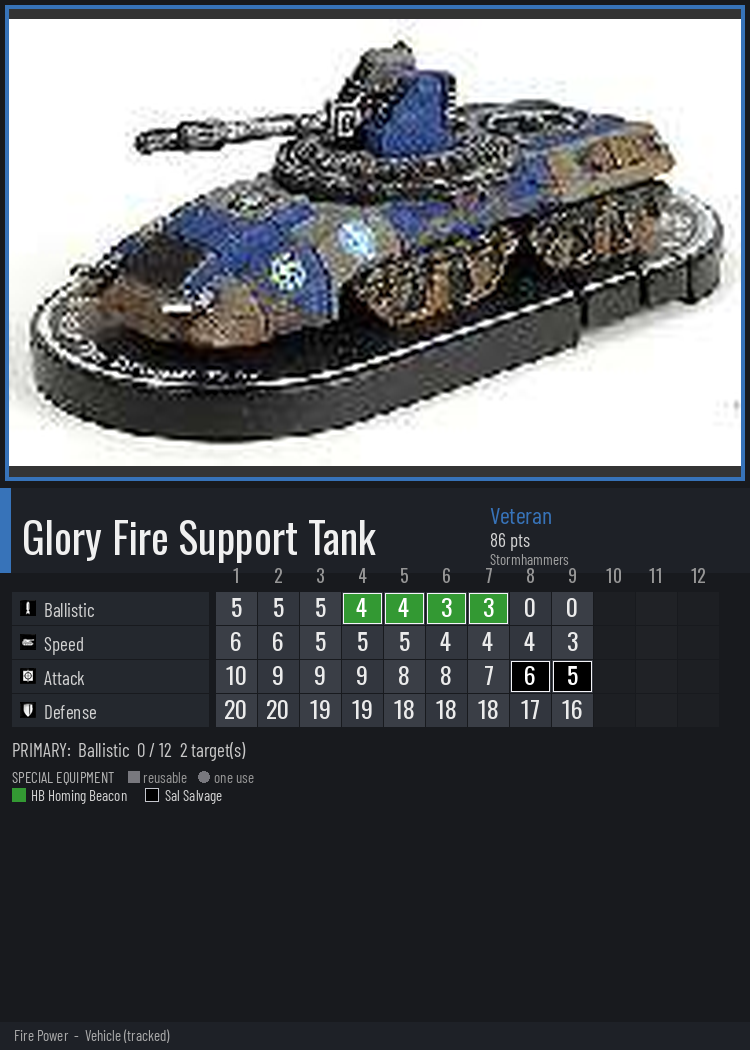 Glory Fire Support Tank
Veteran
86 pts
Stormhammers
1 2 3 4 5 6 7 8 9 10 11 12
Ballistic 5 5 5 4 4 3 3 0 0
Speed 6 6 5 5 5 4 4 4 3
Attack 10 9 9 9 8 8 7 6 5
Defense 20 20 19 19 18 18 18 17 16
PRIMARY: Ballistic 0 / 12 2 target(s)
SPECIAL EQUIPMENT reusable one use
HB Homing Beacon Sal Salvage
Fire Power - Vehicle (tracked)